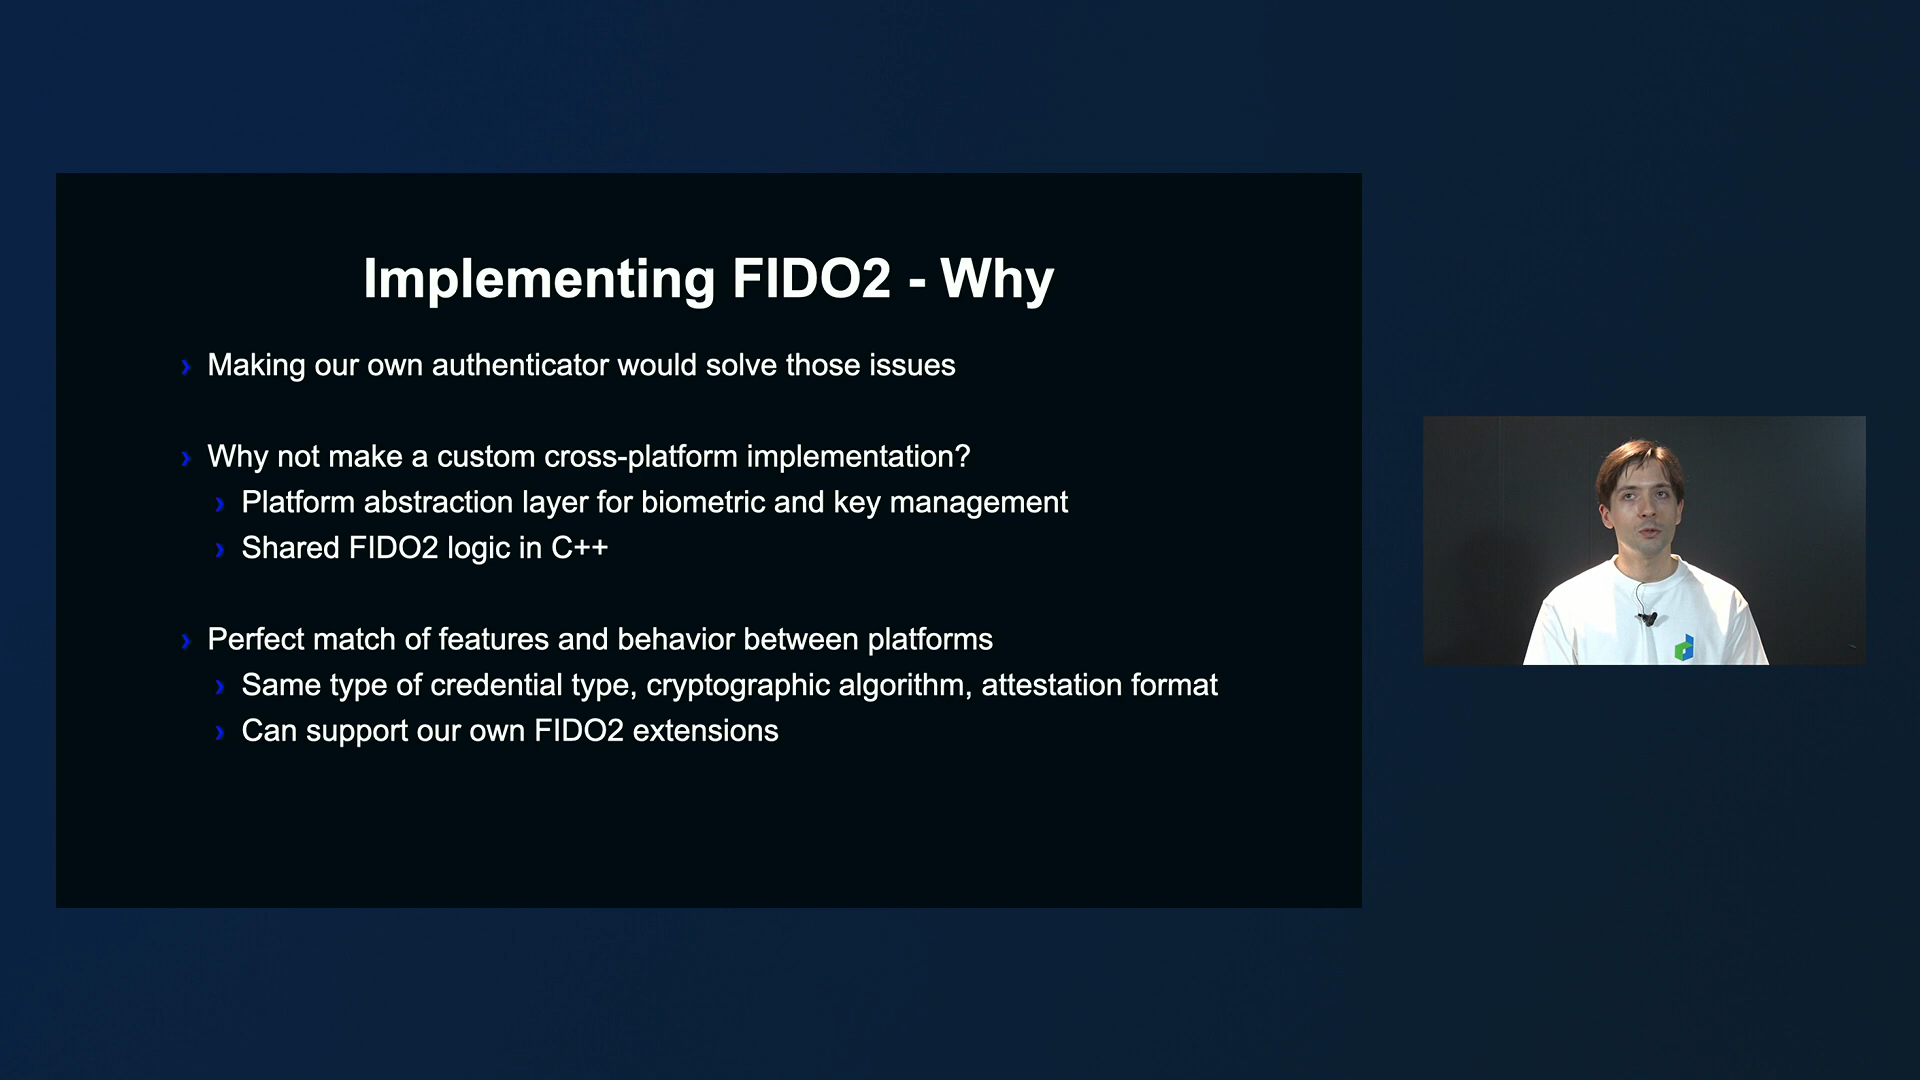 Implementing FIDO2 - Why
› Making our own authenticator would solve those issues
› Why not make a custom cross-platform implementation?
› Platform abstraction layer for biometric and key management
› Shared FIDO2 logic in C++
› Perfect match of features and behavior between platforms
› Same type of credential type, cryptographic algorithm, attestation format
› Can support our own FIDO2 extensions